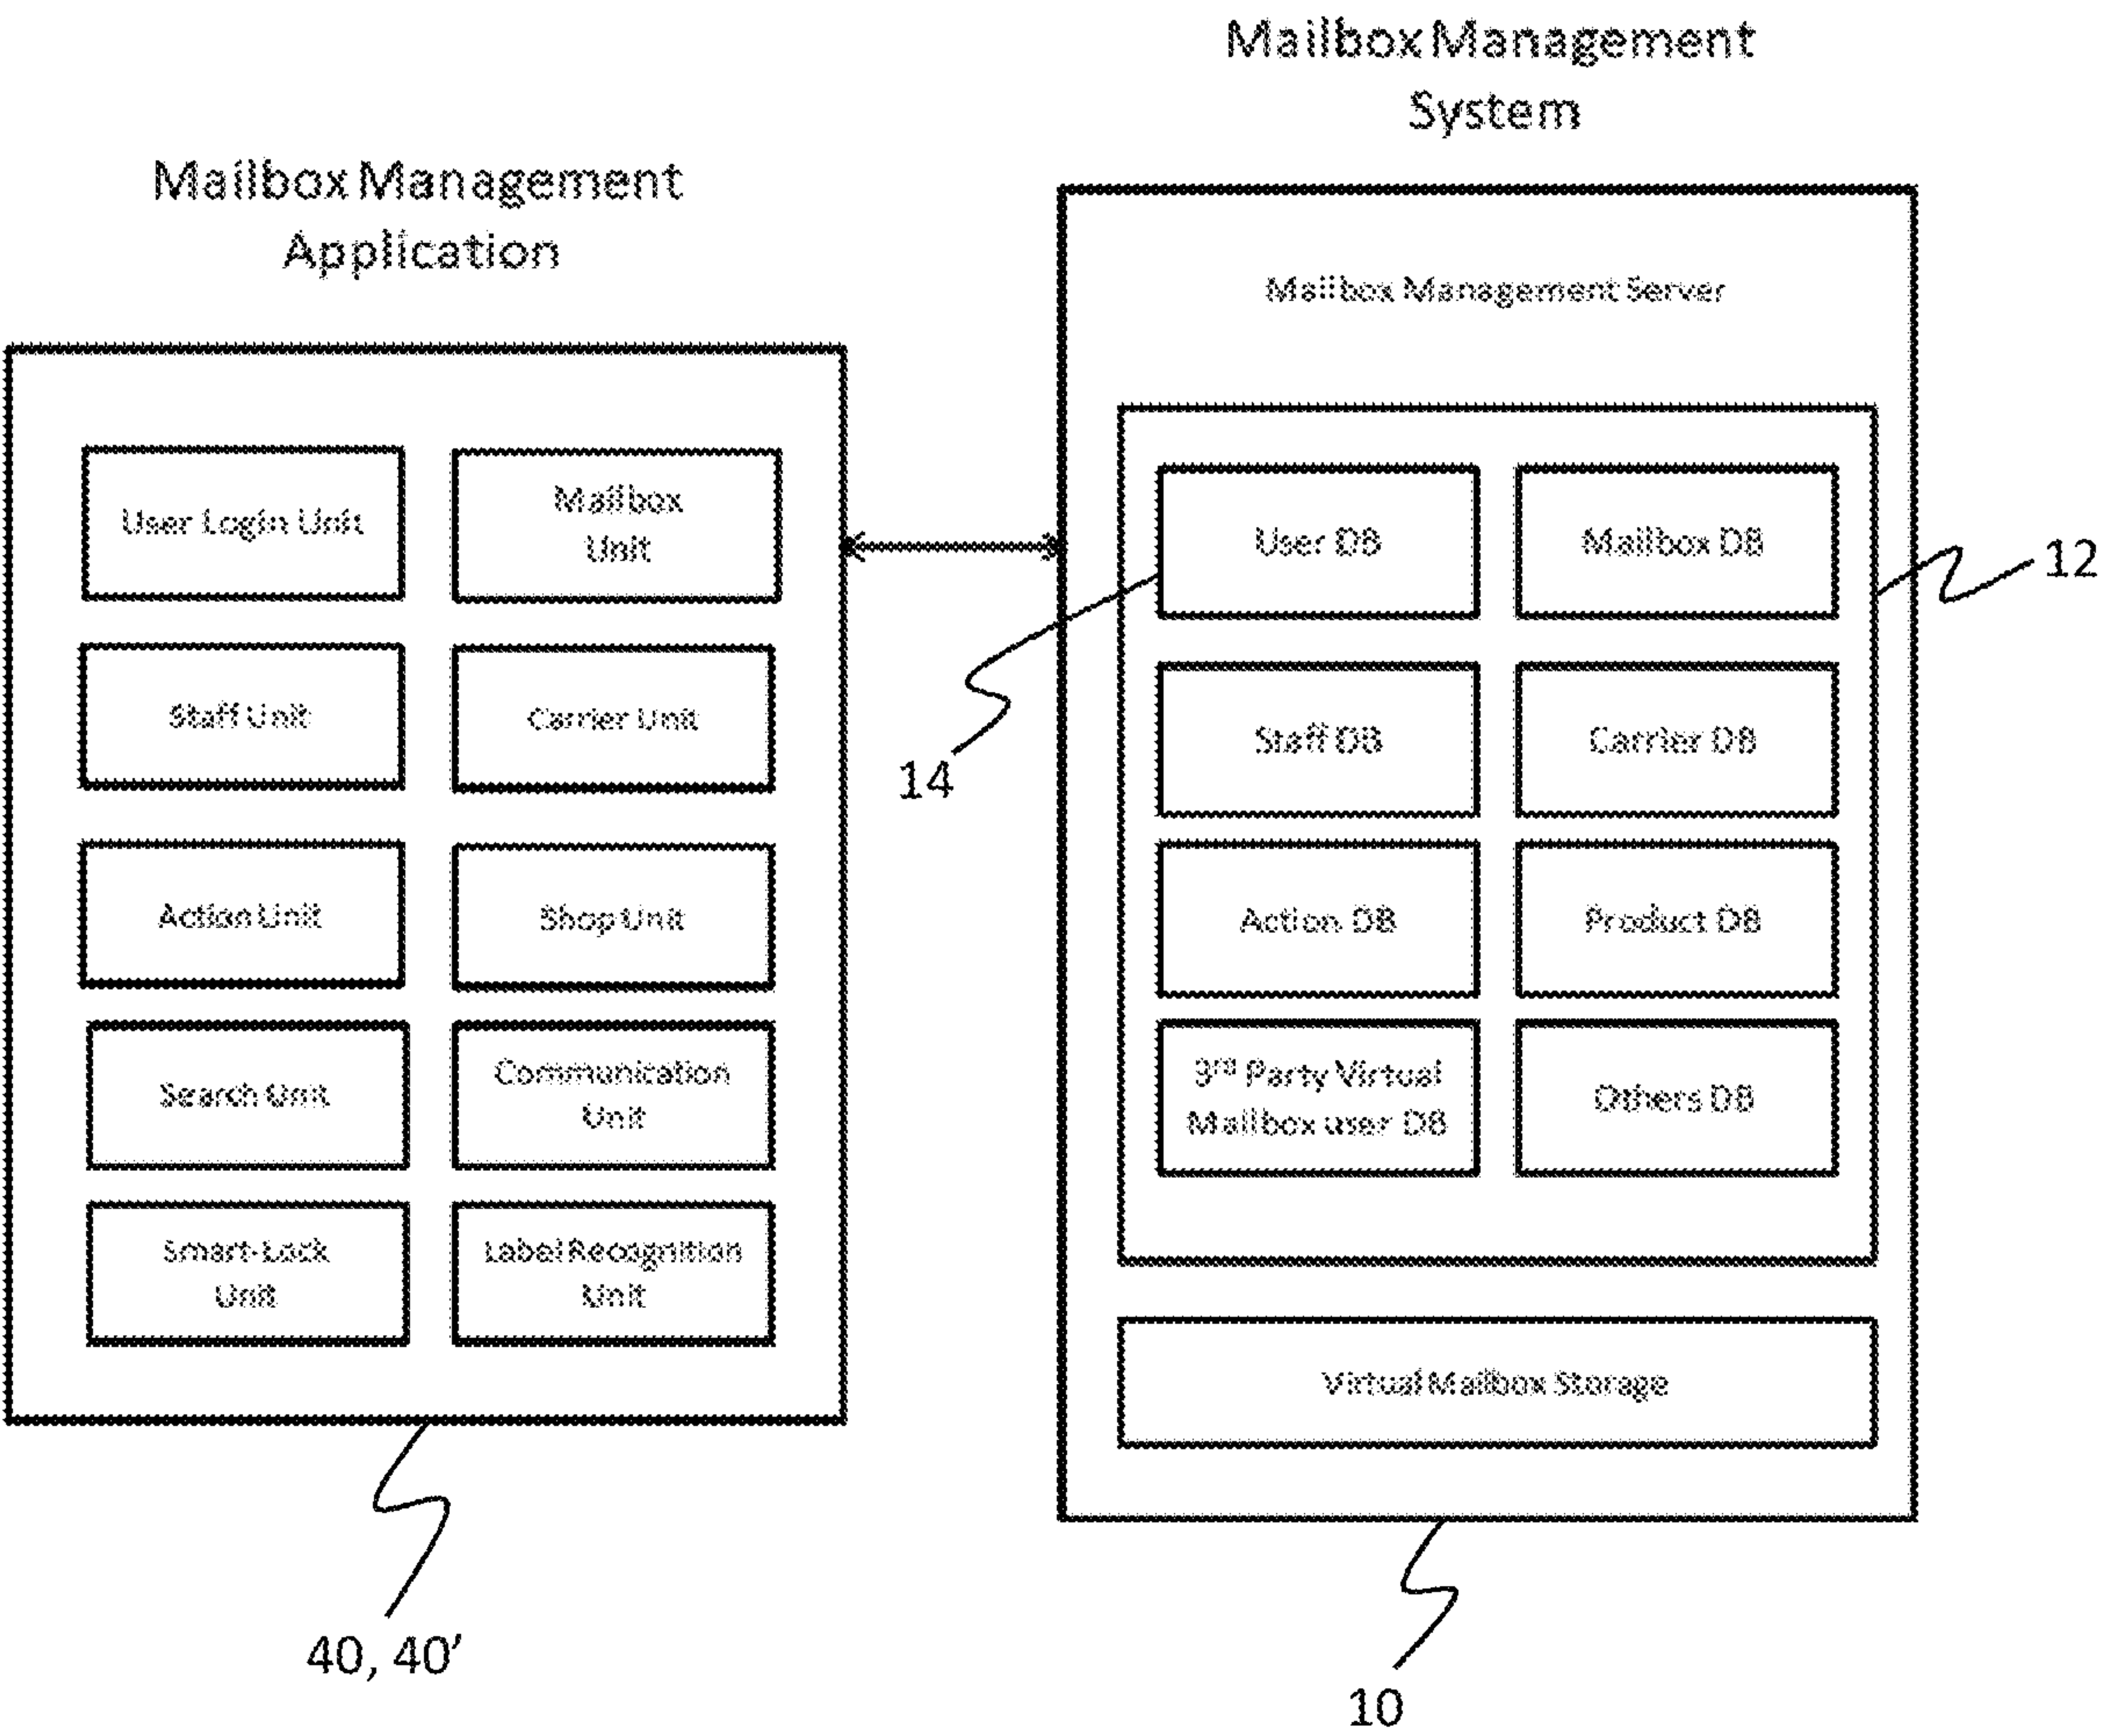 Mailbox Management
System
Mailbox Management
Application
Mailbox Management Server
User Login Unit
Mailbox
Unit
Staff Unit
Carrier Unit
Action Unit
Shop Unit
Search Unit
Communication
Unit
Smart-Lock
Unit
Label Recognition
Unit
User DB
Mailbox DB
Staff DB
Carrier DB
Action DB
Product DB
3rd Party Virtual
Mailbox user DB
Others DB
Virtual Mailbox Storage
12
14
40, 40'
10